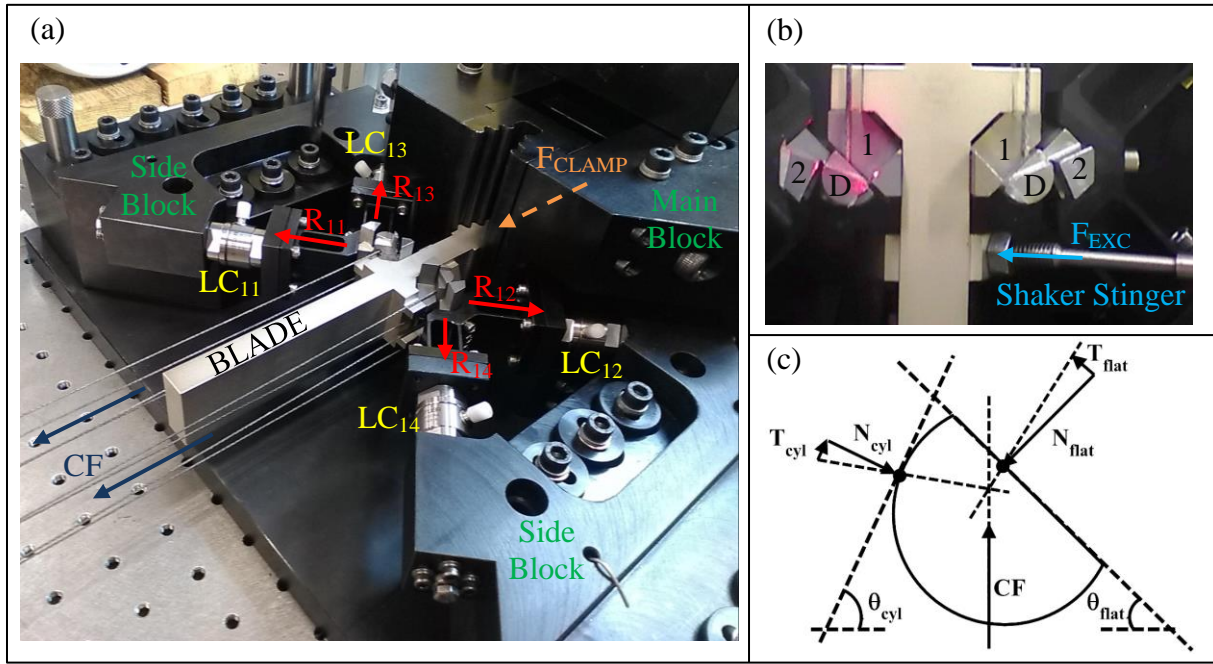 (a)
LC13
Side
Block
FCLAMP
R13
R11
Main
Block
LC11
R12
BLADE
R14
LC12
LC14
CF
Side
Block
(b)
1
1
2
2
D
D
FEXC
Shaker Stinger
(c)
Tflat
Tcyl
Ncyl
Nflat
CF
θcyl
θflat